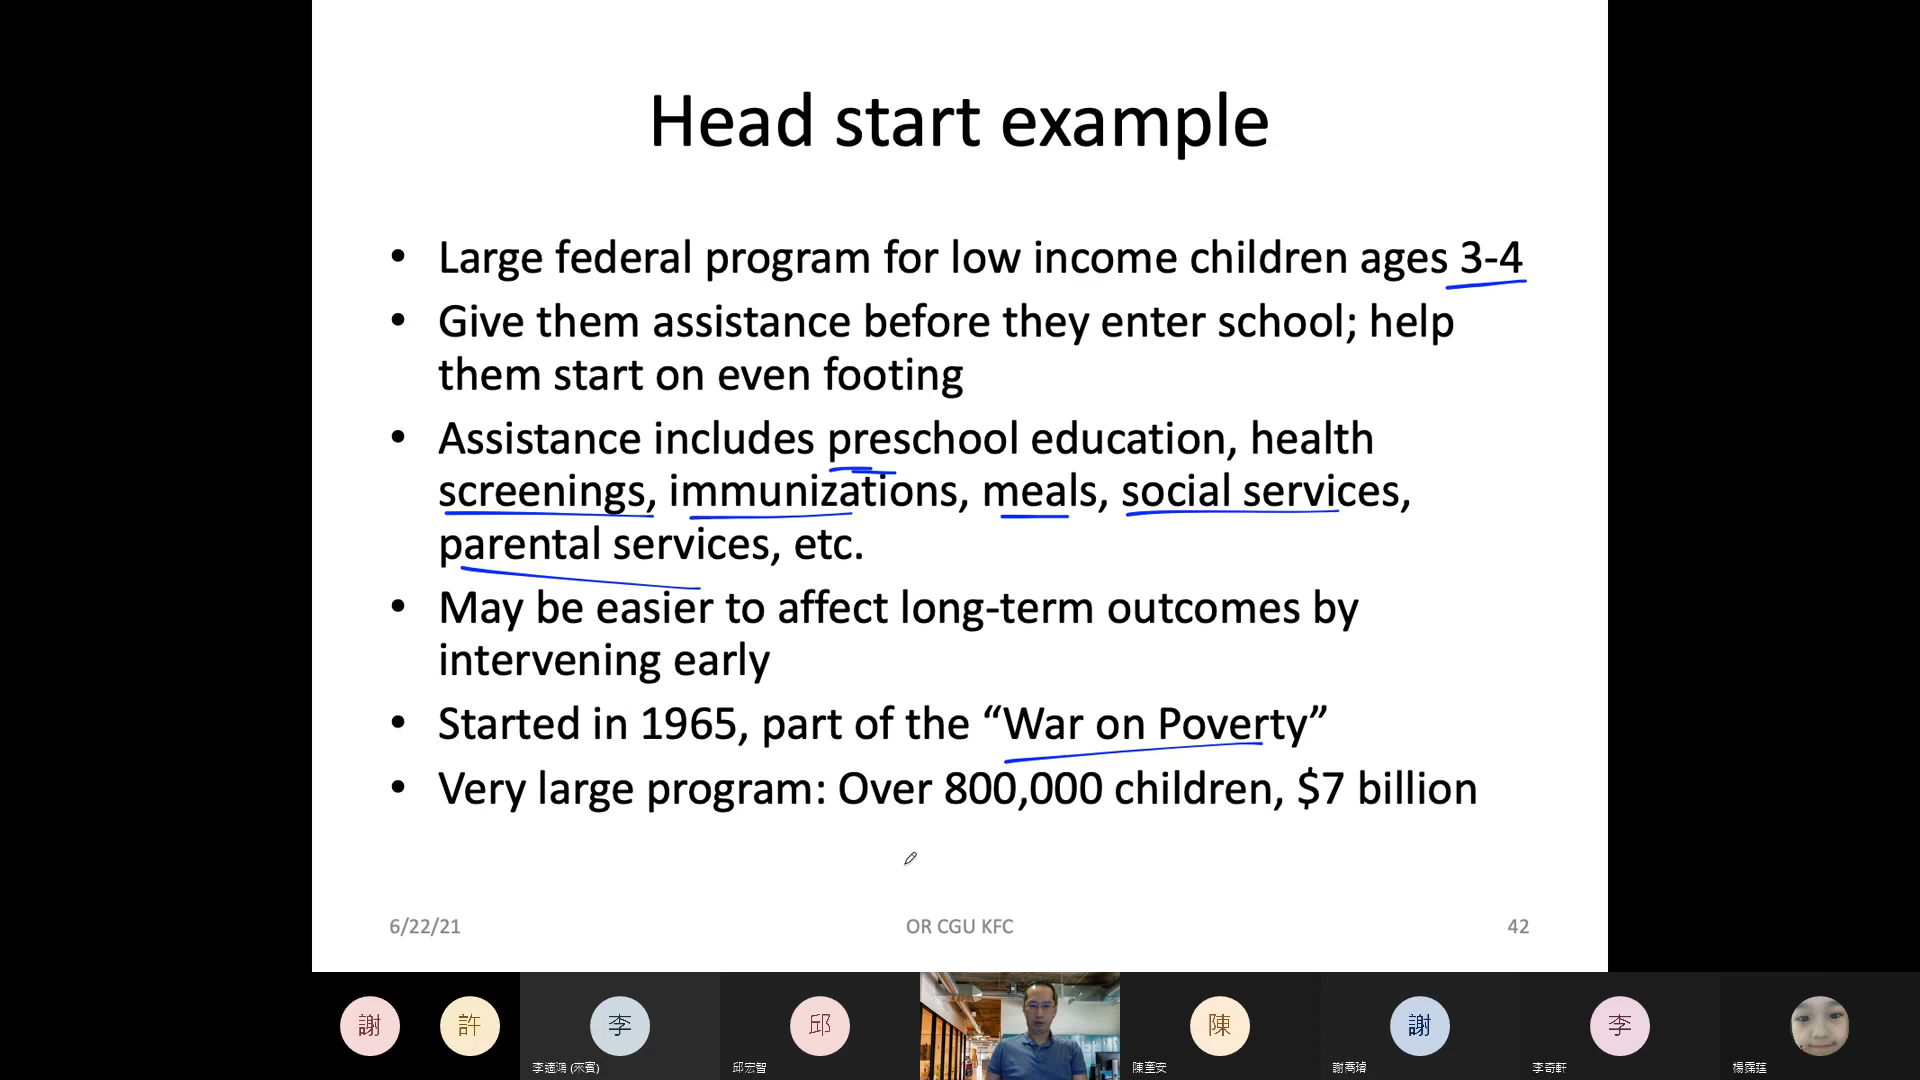 Head start example
• Large federal program for low income children ages 3-4
• Give them assistance before they enter school; help
them start on even footing
• Assistance includes preschool education, health
screenings, immunizations, meals, social services,
parental services, etc.
• May be easier to affect long-term outcomes by
intervening early
• Started in 1965, part of the “War on Poverty”
• Very large program: Over 800,000 children, $7 billion
6/22/21
OR CGU KFC
42
謝
許
李
邱
陳
謝
李
邱宏智
李奇軒